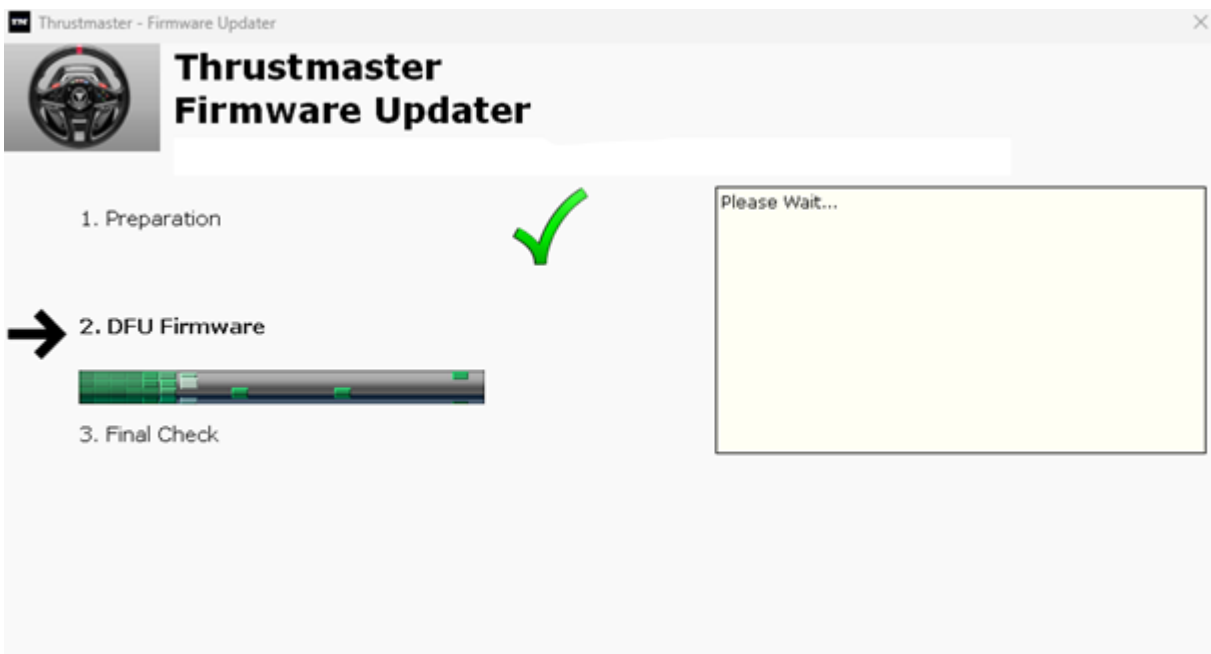 Thrustmaster - Firmware Updater
Thrustmaster
Firmware Updater
1. Preparation
Please Wait...
2. DFU Firmware
3. Final Check